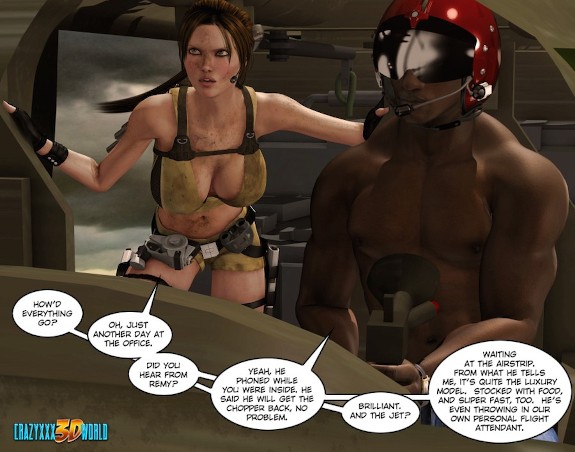 HOW'D
EVERYTHING
GO?
OH, JUST
ANOTHER DAY AT
THE OFFICE.
DID YOU
HEAR FROM
REMY?
YEAH, HE
PHONED WHILE
YOU WERE INSIDE. HE
SAID HE WILL GET THE
CHOPPER BACK, NO
PROBLEM.
BRILLIANT.
AND THE JET?
WAITING
AT THE AIRSTRIP.
FROM WHAT HE TELLS
ME, IT'S QUITE THE LUXURY
MODEL. STOCKED WITH FOOD,
AND SUPER FAST, TOO. HE'S
EVEN THROWING IN OUR
OWN PERSONAL FLIGHT
ATTENDANT.
CRAZYXXX3DWORLD